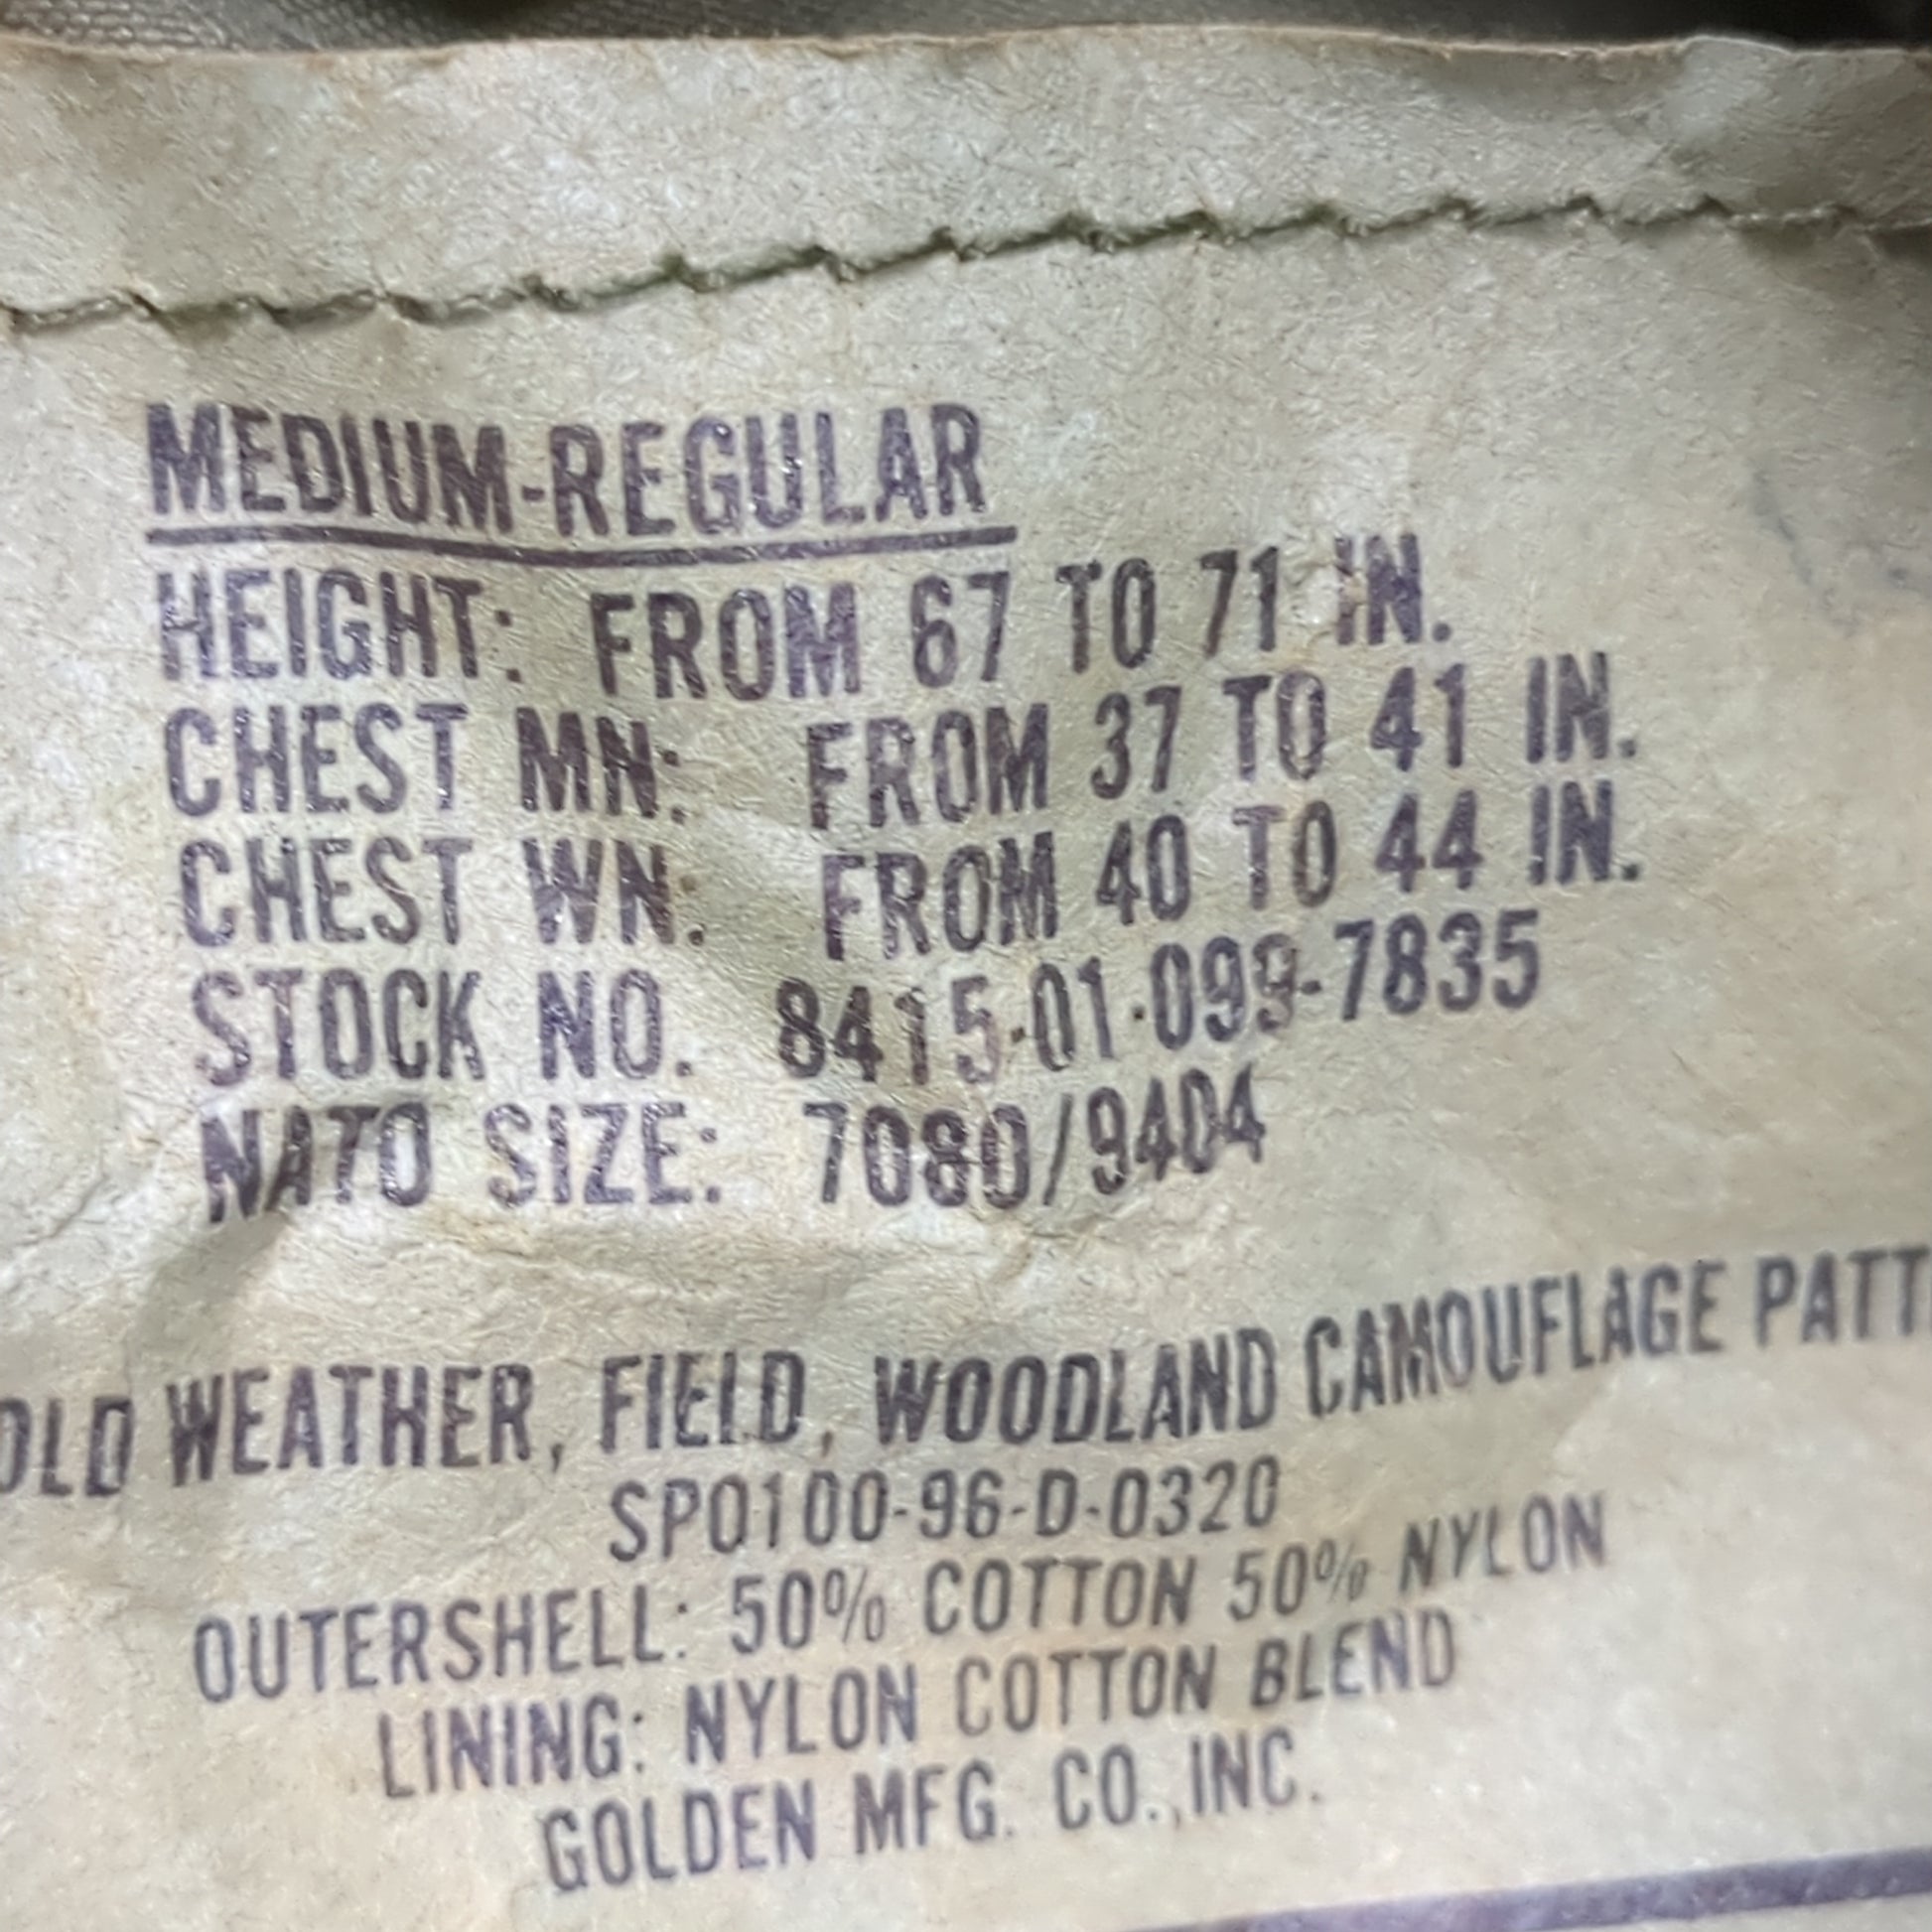 MEDIUM-REGULAR
HEIGHT: FROM 67 TO 71 IN.
CHEST MN: FROM 37 TO 41 IN.
CHEST WN: FROM 40 TO 44 IN.
STOCK NO. 8415-01-099-7835
NATO SIZE: 7080/9404
OLD WEATHER, FIELD, WOODLAND CAMOUFLAGE PATT
SPO100-96-D-0320
OUTERSHELL: 50% COTTON 50% NYLON
LINING: NYLON COTTON BLEND
GOLDEN MFG. CO., INC.